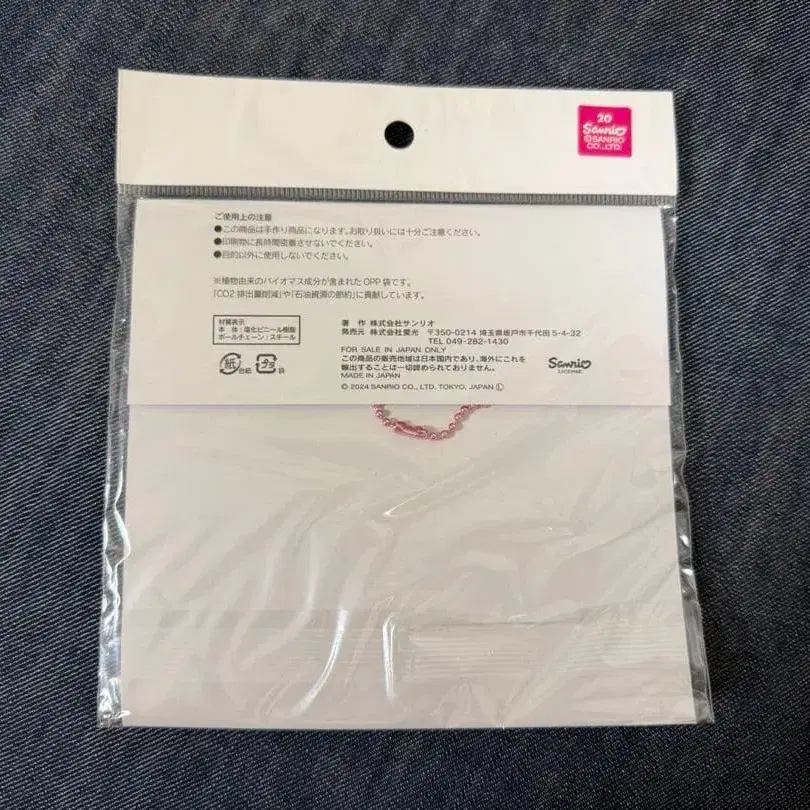 20
Sanrio
©SANRIO
CO.,LTD.
ご使用上の注意
●この商品は手作り商品になります。お取り扱いには十分ご注意ください。
●印刷物に長時間密着させないでください。
●目的以外に使用しないでください。
※植物由来のバイオマス成分が含まれたOPP袋です。
「CO2排出量削減」や「石油資源の節約」に貢献しています。
材質表示
本 体：塩化ビニール樹脂
ボールチェーン：スチール
紙 台紙 プラ 袋
著 作 株式会社サンリオ
発売元 株式会社愛光 〒350-0214 埼玉県坂戸市千代田5-4-32
TEL 049-282-1430
FOR SALE IN JAPAN ONLY
この商品の販売地域は日本国内であり、海外にこれを
輸出することは一切認められておりません。
MADE IN JAPAN
© 2024 SANRIO CO., LTD. TOKYO, JAPAN Ⓛ
Sanrio
LICENSE